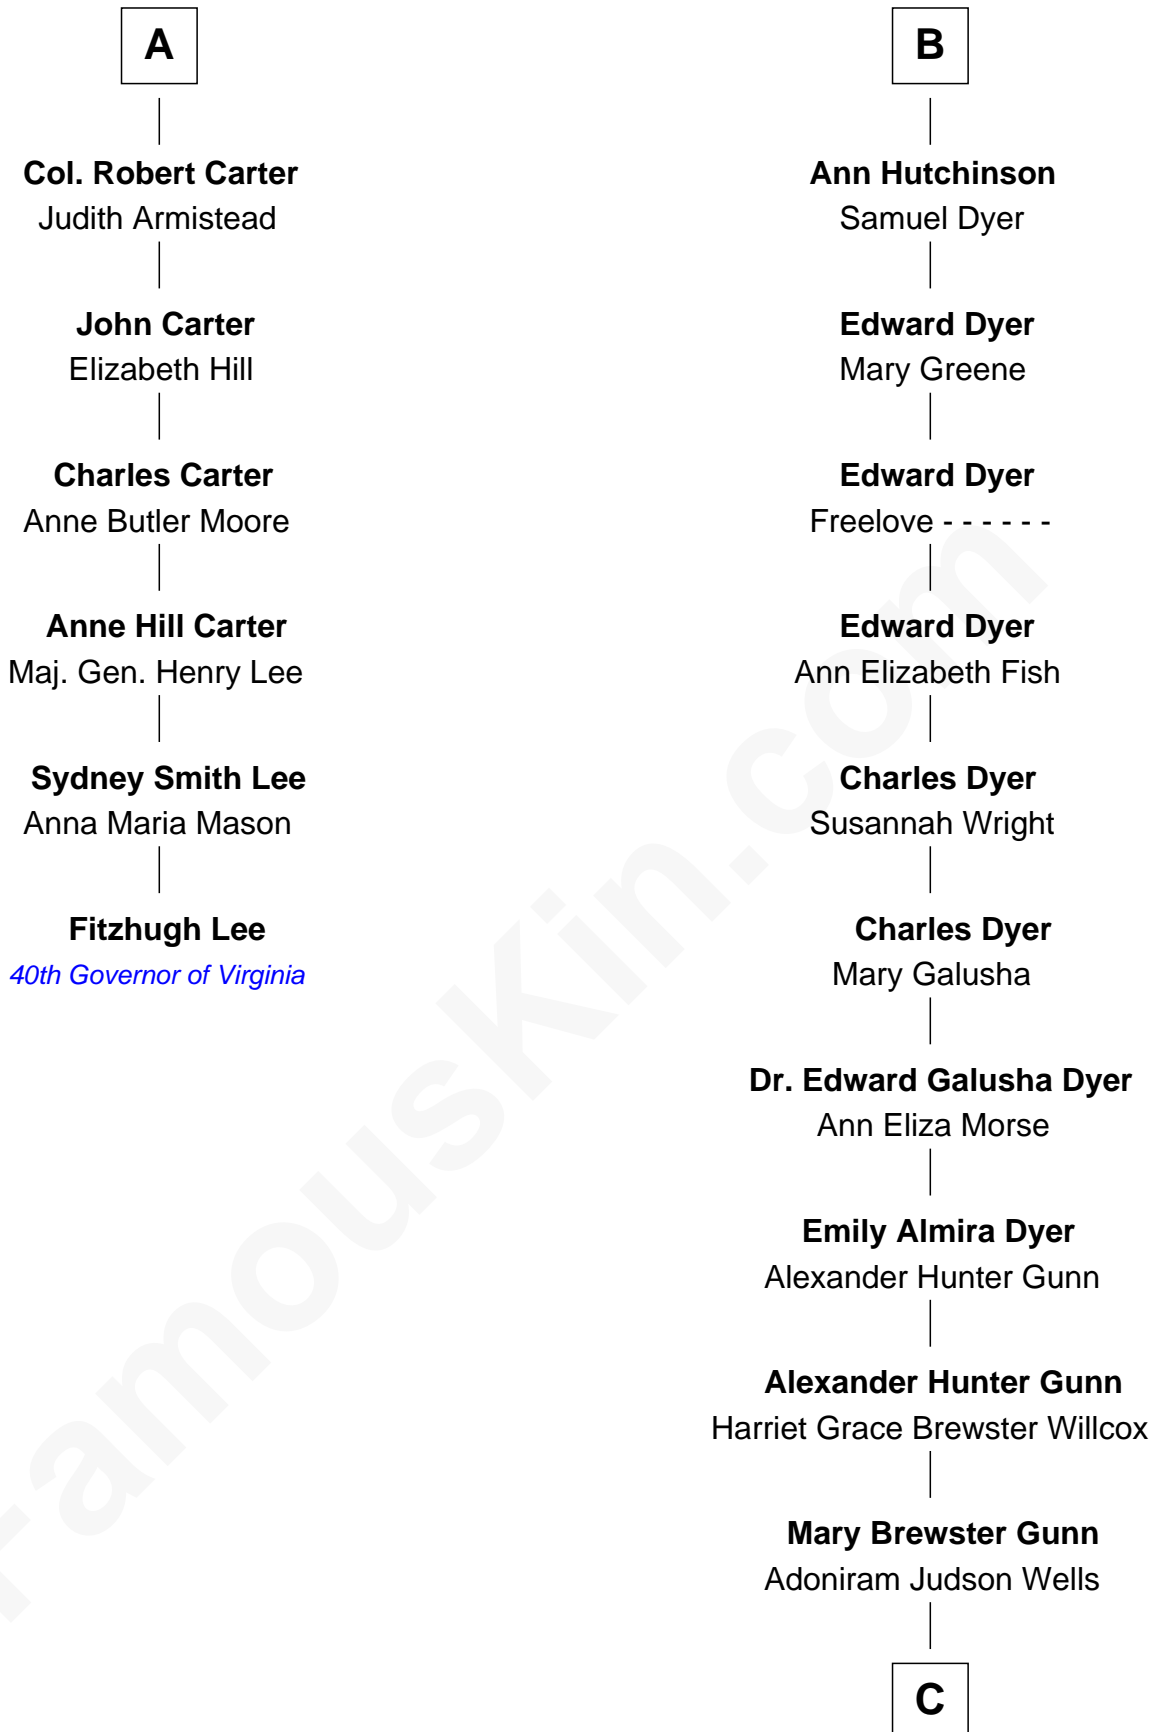 A
Col. Robert Carter
Judith Armistead
John Carter
Elizabeth Hill
Charles Carter
Anne Butler Moore
Anne Hill Carter
Maj. Gen. Henry Lee
Sydney Smith Lee
Anna Maria Mason
Fitzhugh Lee
40th Governor of Virginia
B
Ann Hutchinson
Samuel Dyer
Edward Dyer
Mary Greene
Edward Dyer
Freelove - - - - - -
Edward Dyer
Ann Elizabeth Fish
Charles Dyer
Susannah Wright
Charles Dyer
Mary Galusha
Dr. Edward Galusha Dyer
Ann Eliza Morse
Emily Almira Dyer
Alexander Hunter Gunn
Alexander Hunter Gunn
Harriet Grace Brewster Willcox
Mary Brewster Gunn
Adoniram Judson Wells
C
FamousKin.com